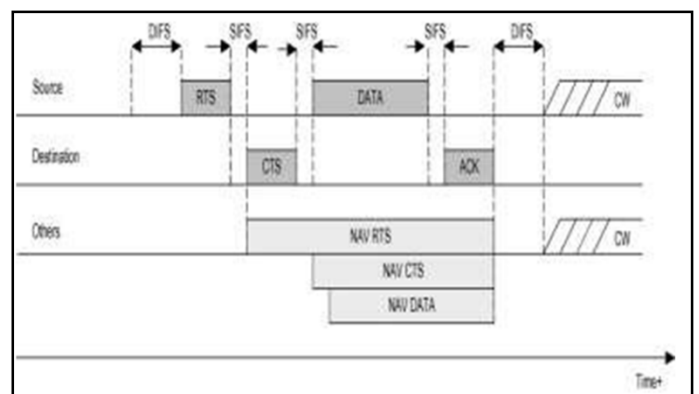 DIFS SIFS SIFS SIFS DIFS
Source RTS DATA CW
Destination CTS ACK
Others NAV RTS CW
NAV CTS
NAV DATA
Time+